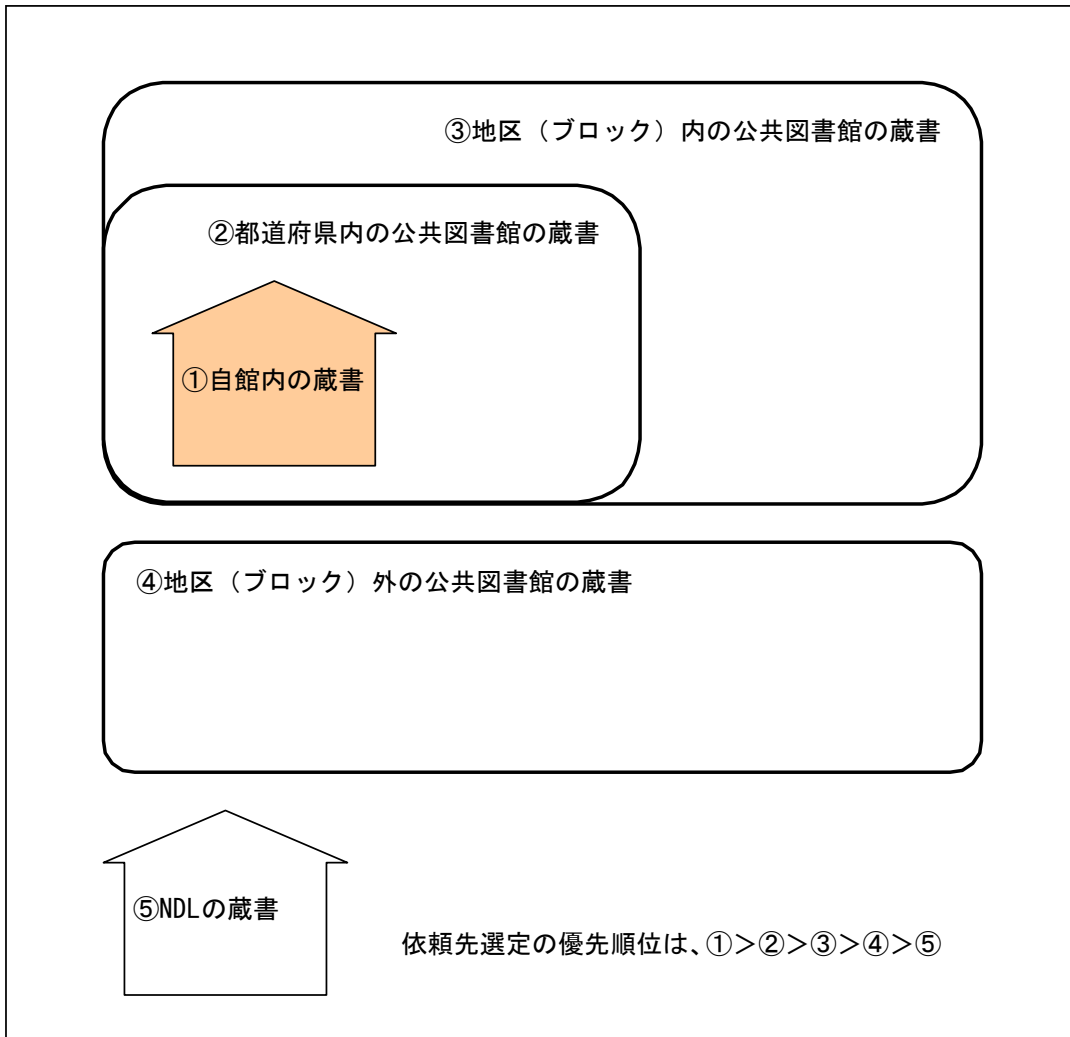 ③地区（ブロック）内の公共図書館の蔵書
②都道府県内の公共図書館の蔵書
①自館内の蔵書
④地区（ブロック）外の公共図書館の蔵書
⑤NDLの蔵書
依頼先選定の優先順位は、①＞②＞③＞④＞⑤